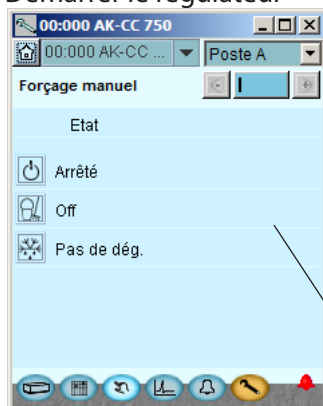 Démarrer le régulateur
00:000 AK-CC 750
00:000 AK-CC ... Poste A
Forçage manuel
Etat
Arrêté
Off
Pas de dég.